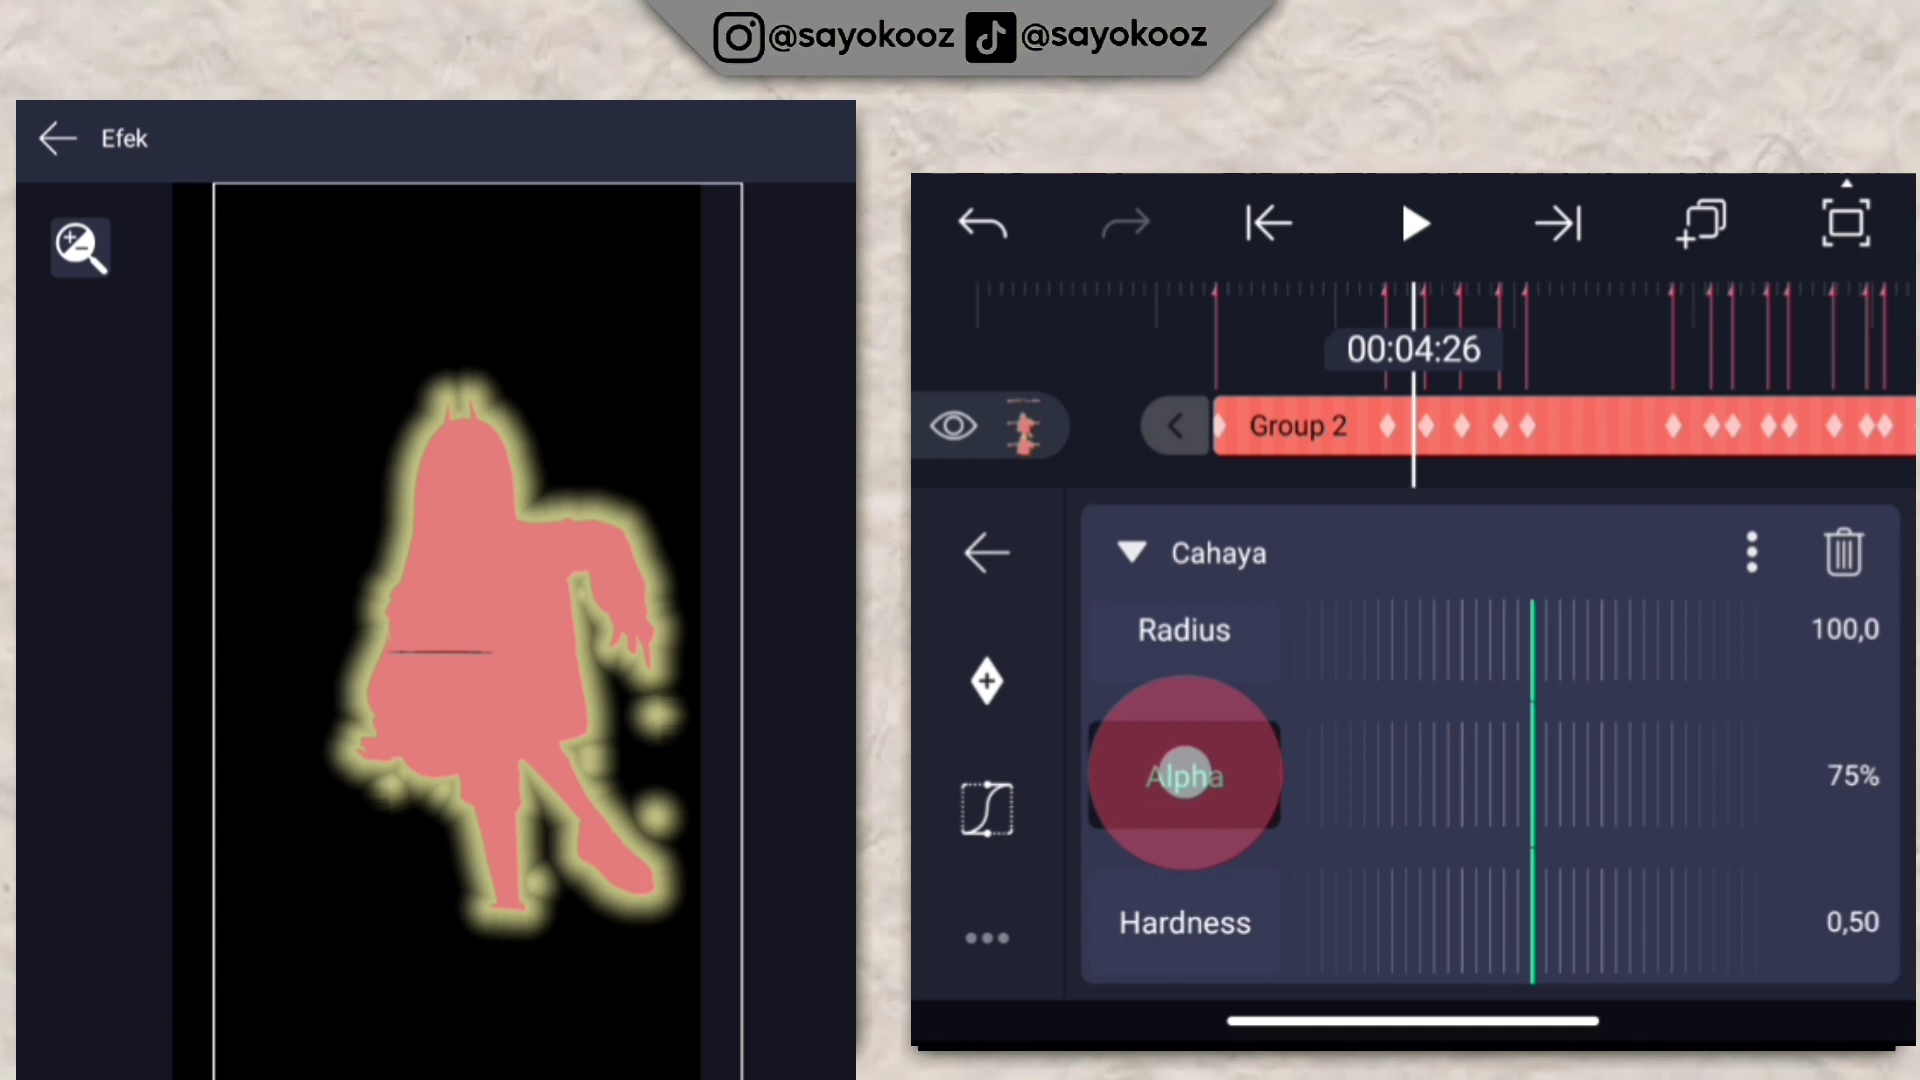 @sayokooz @sayokooz
Efek
00:04:26
Group 2
Cahaya
Radius 100,0
Alpha 75%
Hardness 0,50